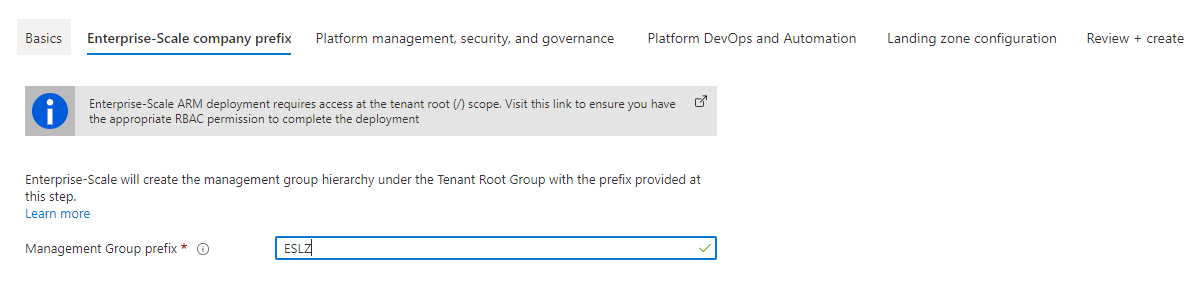 Basics Enterprise-Scale company prefix Platform management, security, and governance Platform DevOps and Automation Landing zone configuration Review + create
Enterprise-Scale ARM deployment requires access at the tenant root (/) scope. Visit this link to ensure you have
the appropriate RBAC permission to complete the deployment
Enterprise-Scale will create the management group hierarchy under the Tenant Root Group with the prefix provided at
this step.
Learn more
Management Group prefix * ESLZ